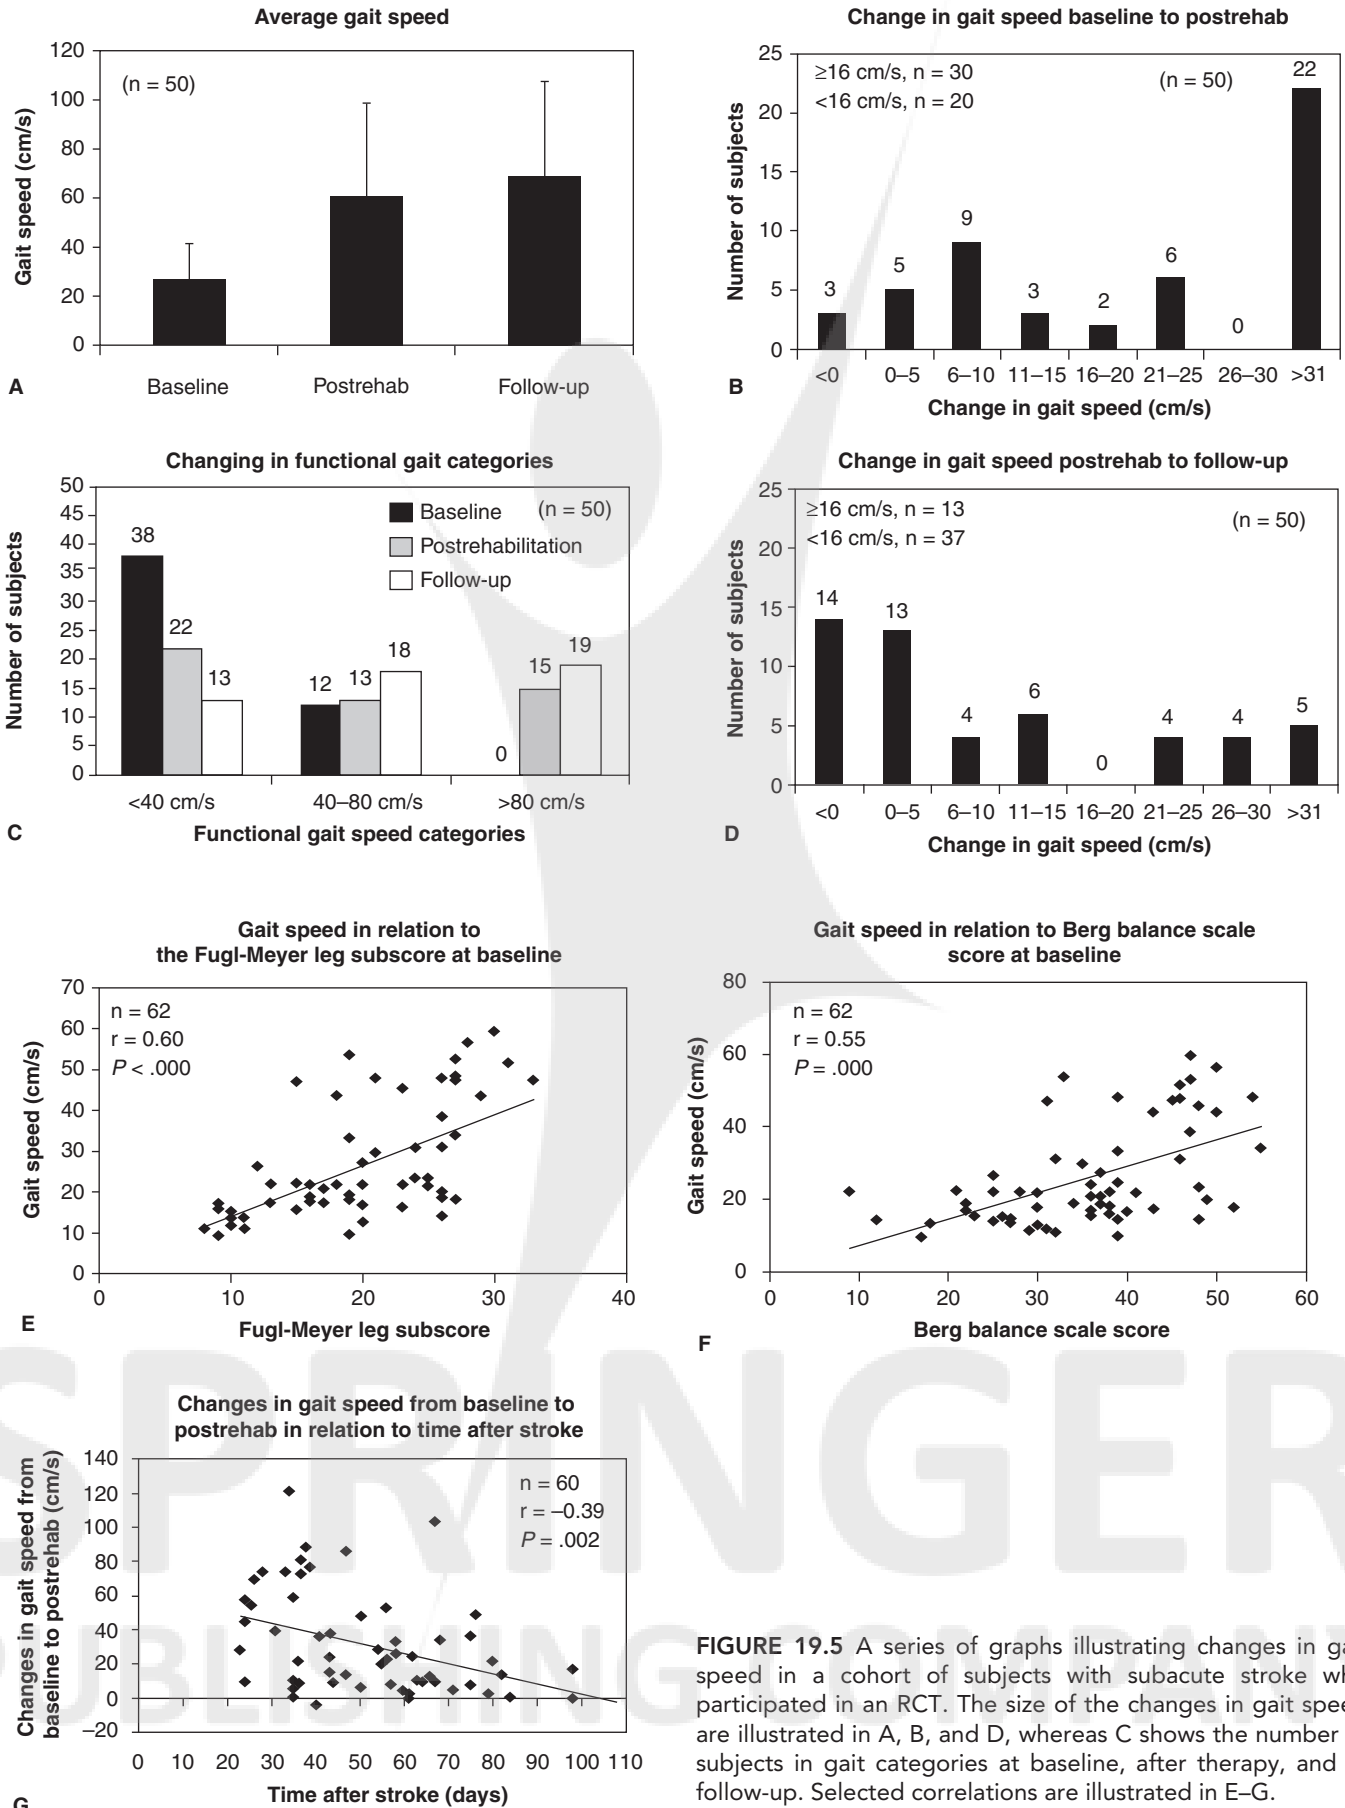 Average gait speed
120
100
80
60
40
20
0
Gait speed (cm/s)
(n = 50)
Baseline Postrehab Follow-up
A
Change in gait speed baseline to postrehab
25
20
15
10
5
0
Number of subjects
≥16 cm/s, n = 30
<16 cm/s, n = 20
(n = 50)
3 5 9 3 2 6 0 22
<0 0–5 6–10 11–15 16–20 21–25 26–30 >31
Change in gait speed (cm/s)
B
Changing in functional gait categories
50
45
40
35
30
25
20
15
10
5
0
Number of subjects
Baseline (n = 50)
Postrehabilitation
Follow-up
38 22 13 12 13 18 0 15 19
<40 cm/s 40–80 cm/s >80 cm/s
Functional gait speed categories
C
Change in gait speed postrehab to follow-up
25
20
15
10
5
0
Number of subjects
≥16 cm/s, n = 13
<16 cm/s, n = 37
(n = 50)
14 13 4 6 0 4 4 5
<0 0–5 6–10 11–15 16–20 21–25 26–30 >31
Change in gait speed (cm/s)
D
Gait speed in relation to
the Fugl-Meyer leg subscore at baseline
70
60
50
40
30
20
10
0
Gait speed (cm/s)
n = 62
r = 0.60
P < .000
0 10 20 30 40
Fugl-Meyer leg subscore
E
Gait speed in relation to Berg balance scale
score at baseline
80
60
40
20
0
Gait speed (cm/s)
n = 62
r = 0.55
P = .000
0 10 20 30 40 50 60
Berg balance scale score
F
Changes in gait speed from baseline to
postrehab in relation to time after stroke
140
120
100
80
60
40
20
0
–20
Changes in gait speed from
baseline to postrehab (cm/s)
n = 60
r = –0.39
P = .002
0 10 20 30 40 50 60 70 80 90 100 110
Time after stroke (days)
G
FIGURE 19.5 A series of graphs illustrating changes in ga
speed in a cohort of subjects with subacute stroke wh
participated in an RCT. The size of the changes in gait spee
are illustrated in A, B, and D, whereas C shows the number
subjects in gait categories at baseline, after therapy, and
follow-up. Selected correlations are illustrated in E–G.
SPRINGER
PUBLISHING COMPANY